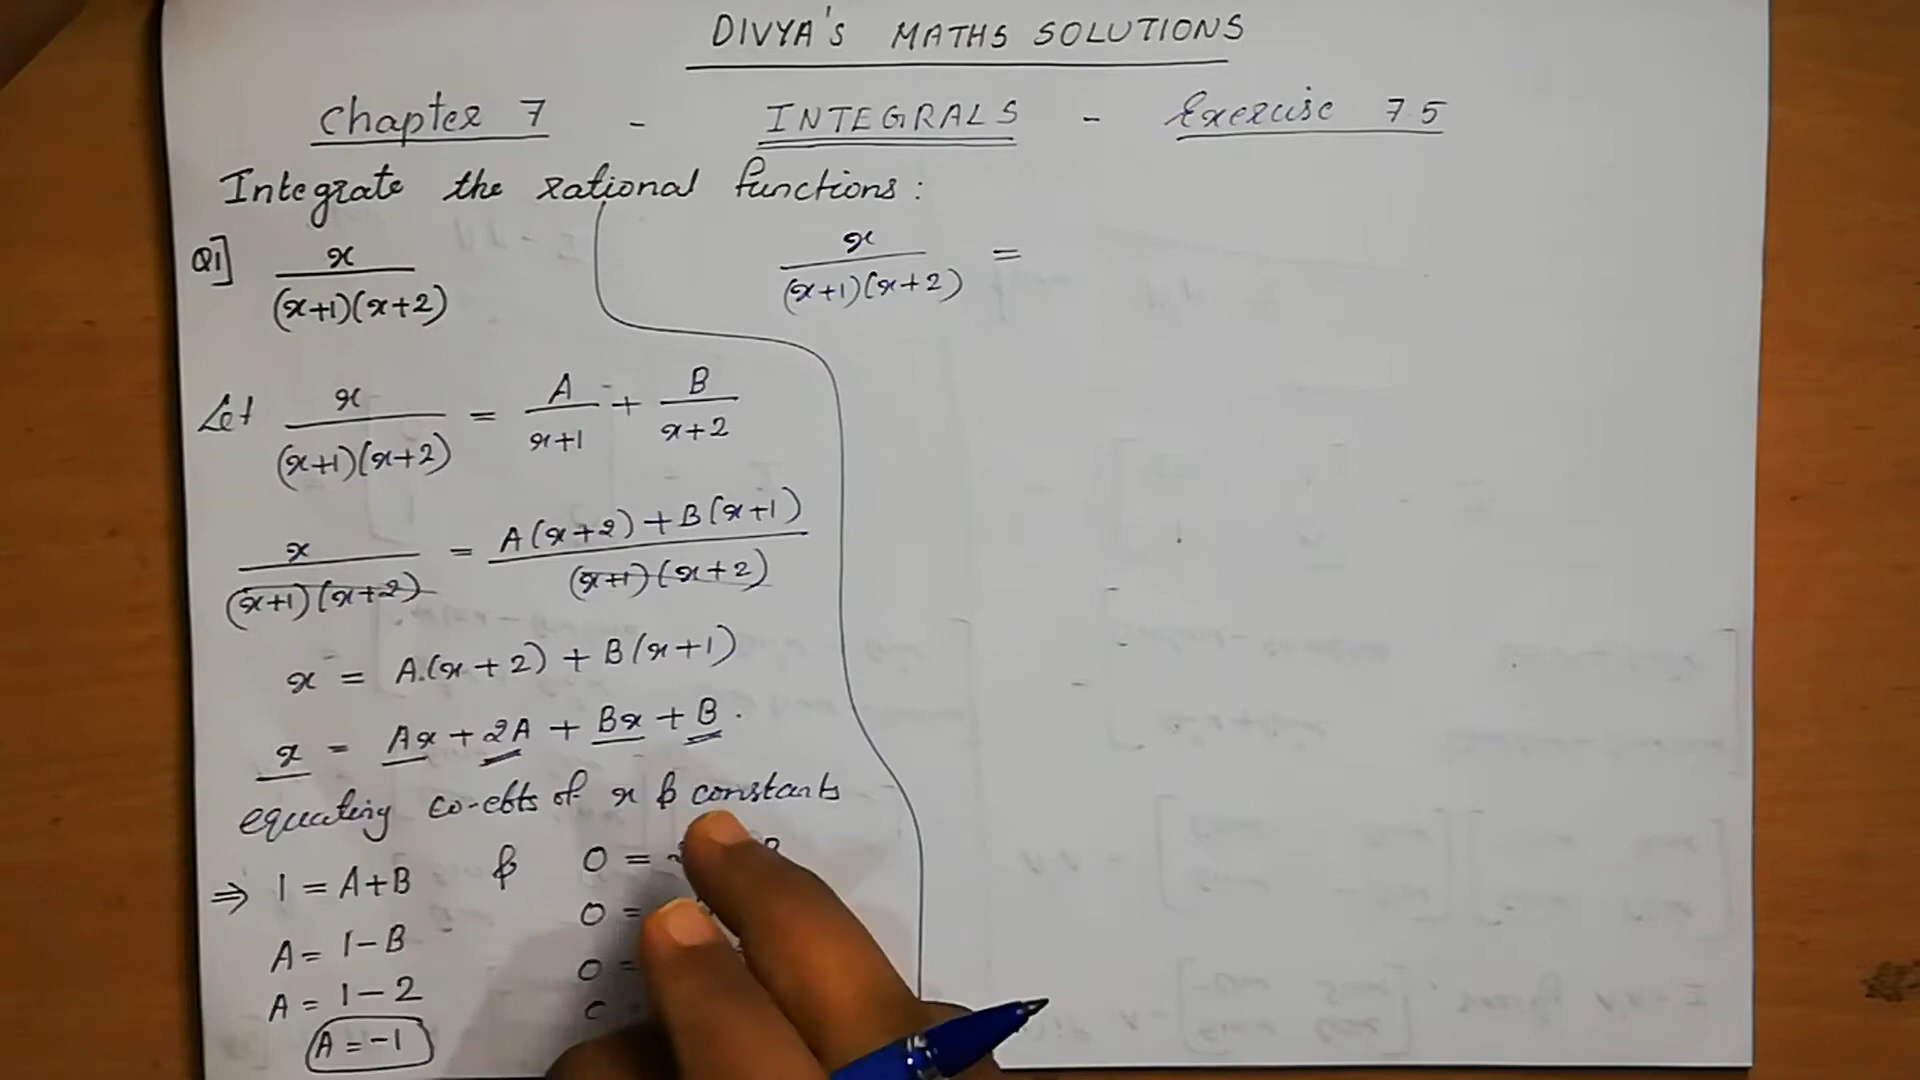 DIVYA'S MATHS SOLUTIONS
Chapter 7 - INTEGRALS - Exercise 7.5
Integrate the rational functions:
Q1] x/((x+1)(x+2))
Let x/((x+1)(x+2)) = A/(x+1) + B/(x+2)
x/((x+1)(x+2)) = (A(x+2)+B(x+1))/((x+1)(x+2))
x = A.(x+2) + B(x+1)
x = Ax + 2A + Bx + B.
equating co-effts of x & constants
⇒ 1 = A+B & 0 =
A = 1-B 0 =
A = 1-2 0 =
A = -1
x/((x+1)(x+2)) =